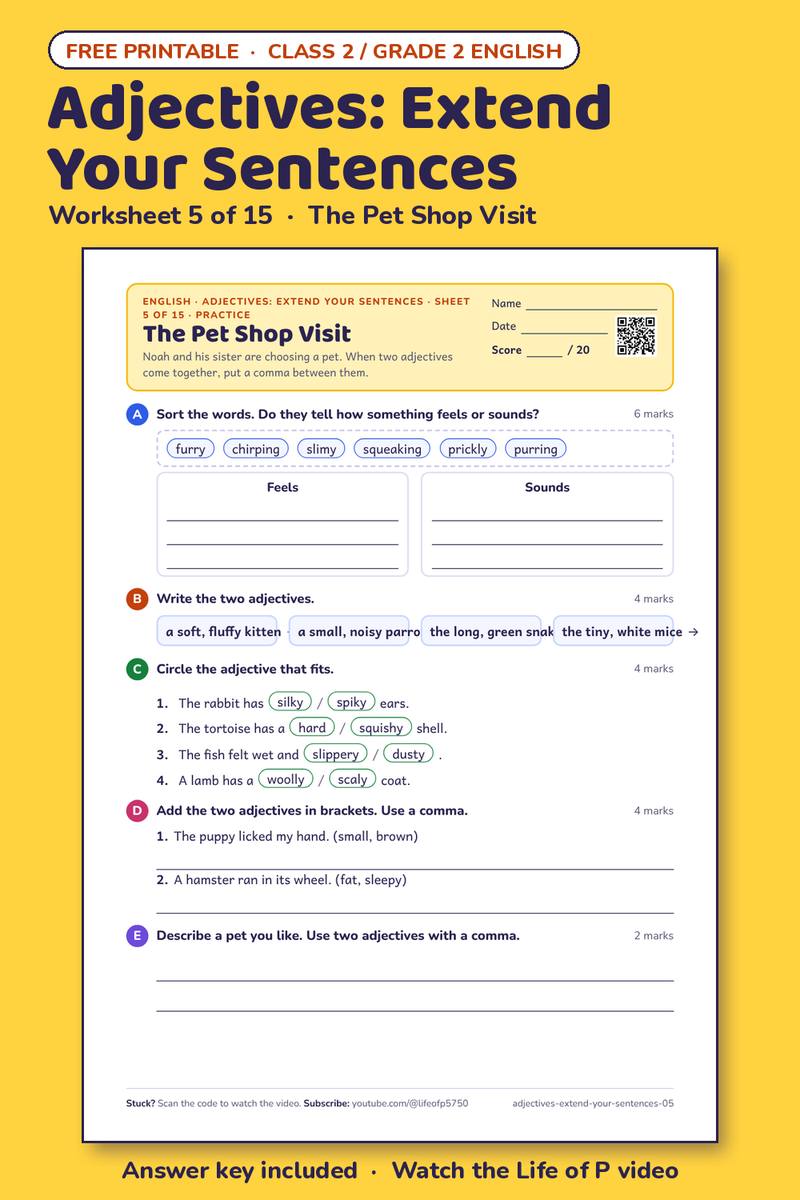 FREE PRINTABLE · CLASS 2 / GRADE 2 ENGLISH
Adjectives: Extend
Your Sentences
Worksheet 5 of 15 · The Pet Shop Visit
ENGLISH · ADJECTIVES: EXTEND YOUR SENTENCES · SHEET
5 OF 15 · PRACTICE
The Pet Shop Visit
Noah and his sister are choosing a pet. When two adjectives
come together, put a comma between them.
Name
Date
Score / 20
A Sort the words. Do they tell how something feels or sounds? 6 marks
furry chirping slimy squeaking prickly purring
Feels Sounds
B Write the two adjectives. 4 marks
a soft, fluffy kitten a small, noisy parro the long, green snak the tiny, white mice →
C Circle the adjective that fits. 4 marks
1. The rabbit has silky / spiky ears.
2. The tortoise has a hard / squishy shell.
3. The fish felt wet and slippery / dusty .
4. A lamb has a woolly / scaly coat.
D Add the two adjectives in brackets. Use a comma. 4 marks
1. The puppy licked my hand. (small, brown)
2. A hamster ran in its wheel. (fat, sleepy)
E Describe a pet you like. Use two adjectives with a comma. 2 marks
Stuck? Scan the code to watch the video. Subscribe: youtube.com/@lifeofp5750 adjectives-extend-your-sentences-05
Answer key included · Watch the Life of P video